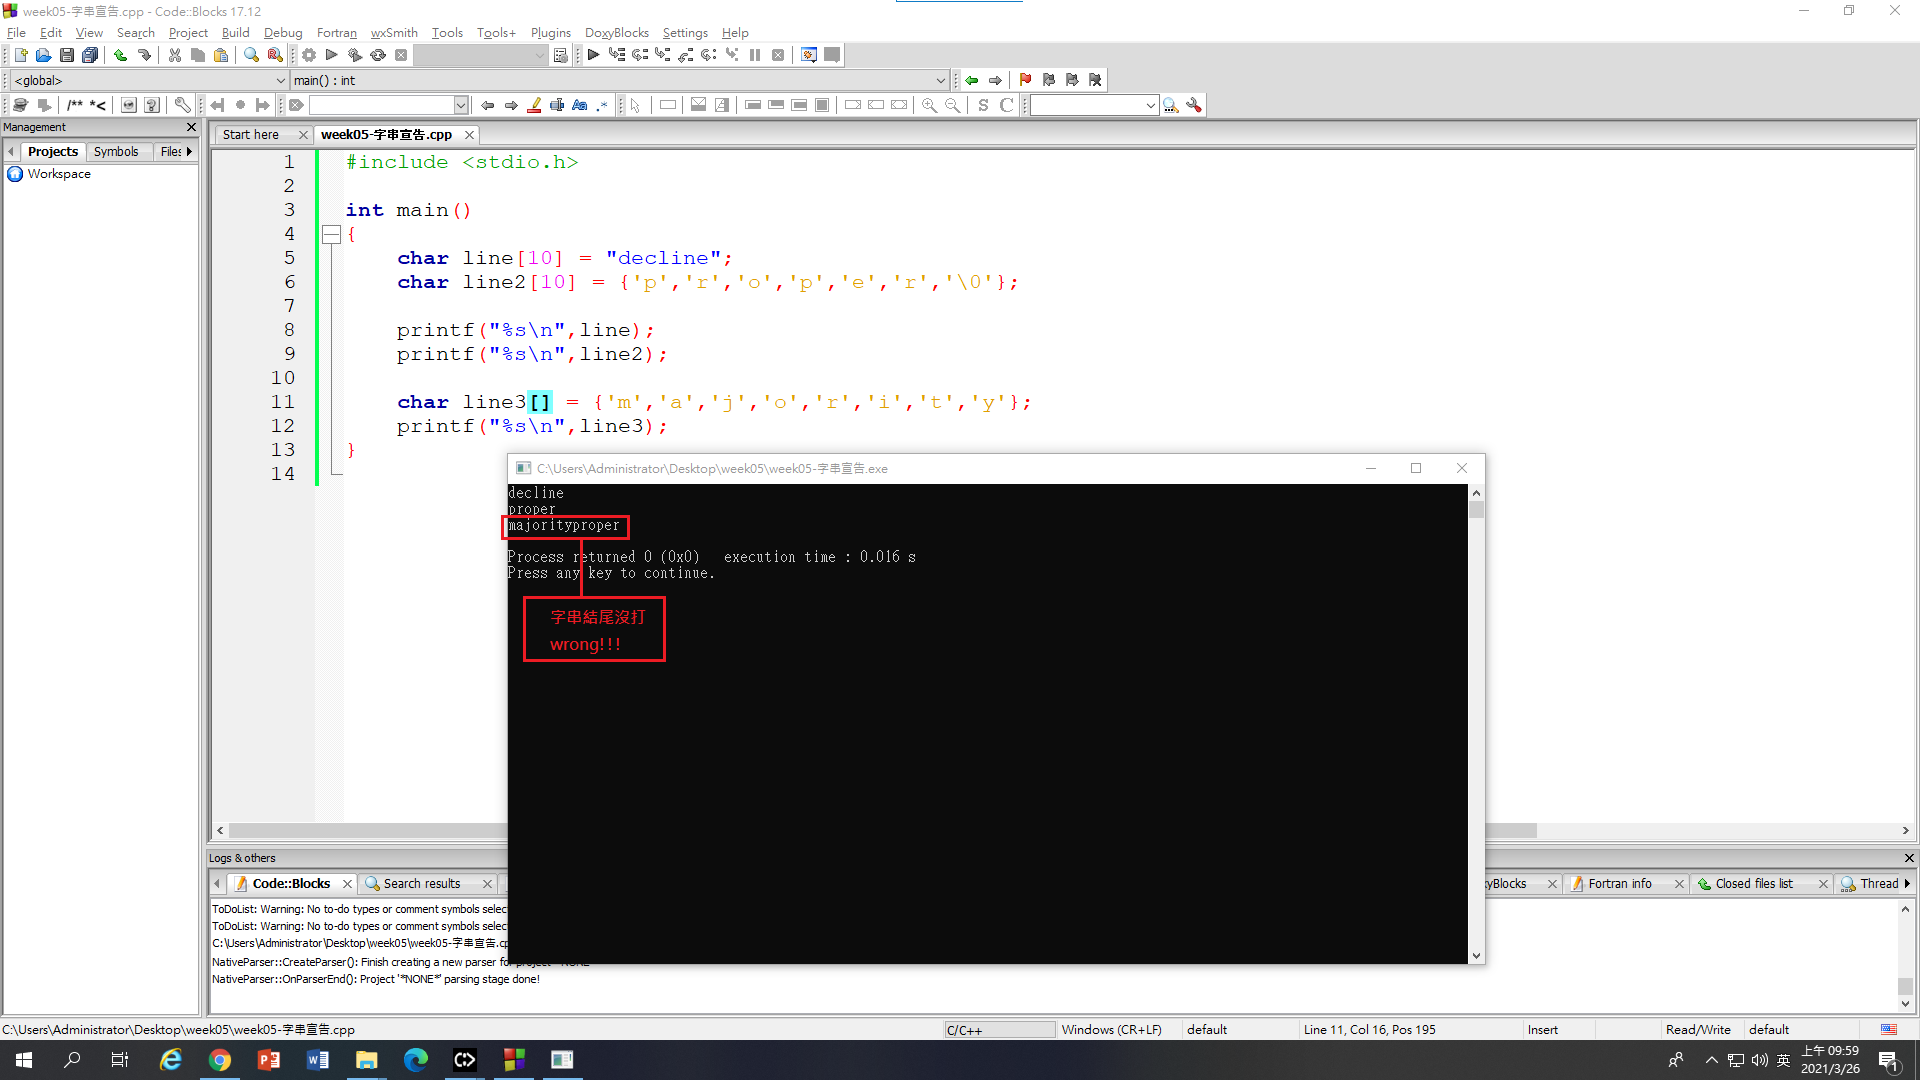 week05-字串宣告.cpp - Code::Blocks 17.12
File Edit View Search Project Build Debug Fortran wxSmith Tools Tools+ Plugins DoxyBlocks Settings Help
<global> main() : int
/** *<
S C
Management
Start here week05-字串宣告.cpp
Projects Symbols Files
Workspace
1 #include <stdio.h>
2
3 int main()
4 {
5 char line[10] = "decline";
6 char line2[10] = {'p','r','o','p','e','r','\0'};
7
8 printf("%s\n",line);
9 printf("%s\n",line2);
10
11 char line3[] = {'m','a','j','o','r','i','t','y'};
12 printf("%s\n",line3);
13 }
14
C:\Users\Administrator\Desktop\week05\week05-字串宣告.exe
decline
proper
majorityproper
Process returned 0 (0x0) execution time : 0.016 s
Press any key to continue.
字串結尾沒打
wrong!!!
Logs & others
Code::Blocks Search results yBlocks Fortran info Closed files list Thread
ToDoList: Warning: No to-do types or comment symbols selec
ToDoList: Warning: No to-do types or comment symbols selec
C:\Users\Administrator\Desktop\week05\week05-字串宣告.cp
NativeParser::CreateParser(): Finish creating a new parser for project '*NONE*'
NativeParser::OnParserEnd(): Project '*NONE*' parsing stage done!
C:\Users\Administrator\Desktop\week05\week05-字串宣告.cpp C/C++ Windows (CR+LF) default Line 11, Col 16, Pos 195 Insert Read/Write default
英 上午 09:59
2021/3/26
1